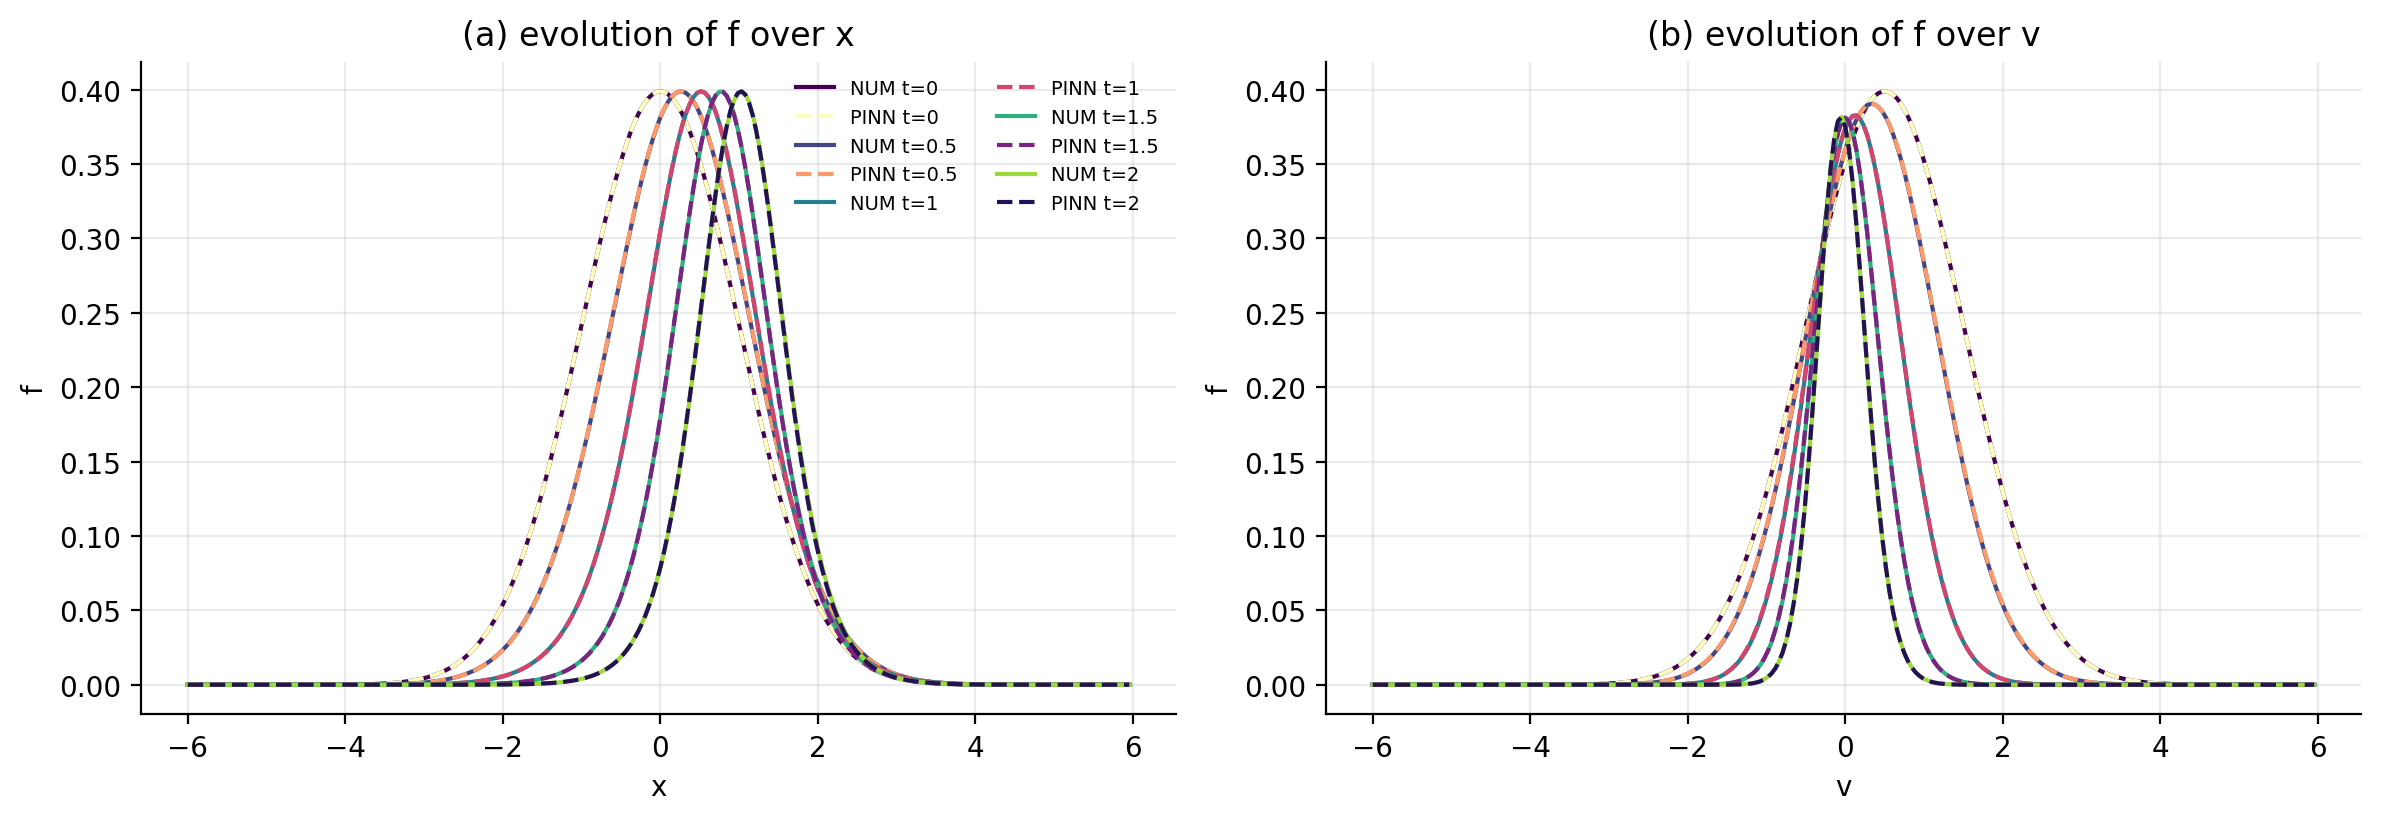 (a) evolution of f over x
f
0.40
0.35
0.30
0.25
0.20
0.15
0.10
0.05
0.00
NUM t=0
PINN t=0
NUM t=0.5
PINN t=0.5
NUM t=1
PINN t=1
NUM t=1.5
PINN t=1.5
NUM t=2
PINN t=2
−6 −4 −2 0 2 4 6
x
(b) evolution of f over v
f
0.40
0.35
0.30
0.25
0.20
0.15
0.10
0.05
0.00
−6 −4 −2 0 2 4 6
v